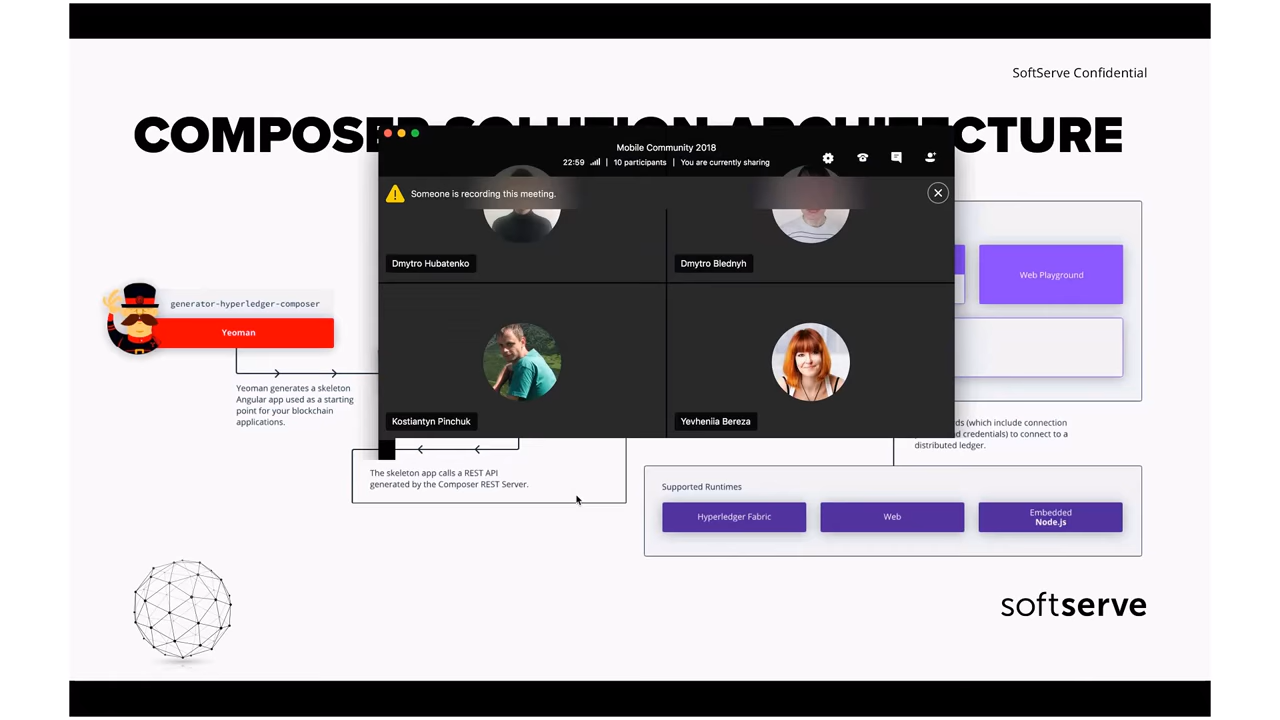 SoftServe Confidential
COMPOSER SOLUTION ARCHITECTURE
Mobile Community 2018
22:59 | 10 participants | You are currently sharing
Someone is recording this meeting.
Dmytro Hubatenko
Dmytro Blednyh
Kostiantyn Pinchuk
Yevheniia Bereza
generator-hyperledger-composer
Yeoman
Yeoman generates a skeleton
Angular app used as a starting
point for your blockchain
applications.
Web Playground
(which include connection
credentials) to connect to a
distributed ledger.
The skeleton app calls a REST API
generated by the Composer REST Server.
Supported Runtimes
Hyperledger Fabric
Web
Embedded
Node.js
softserve